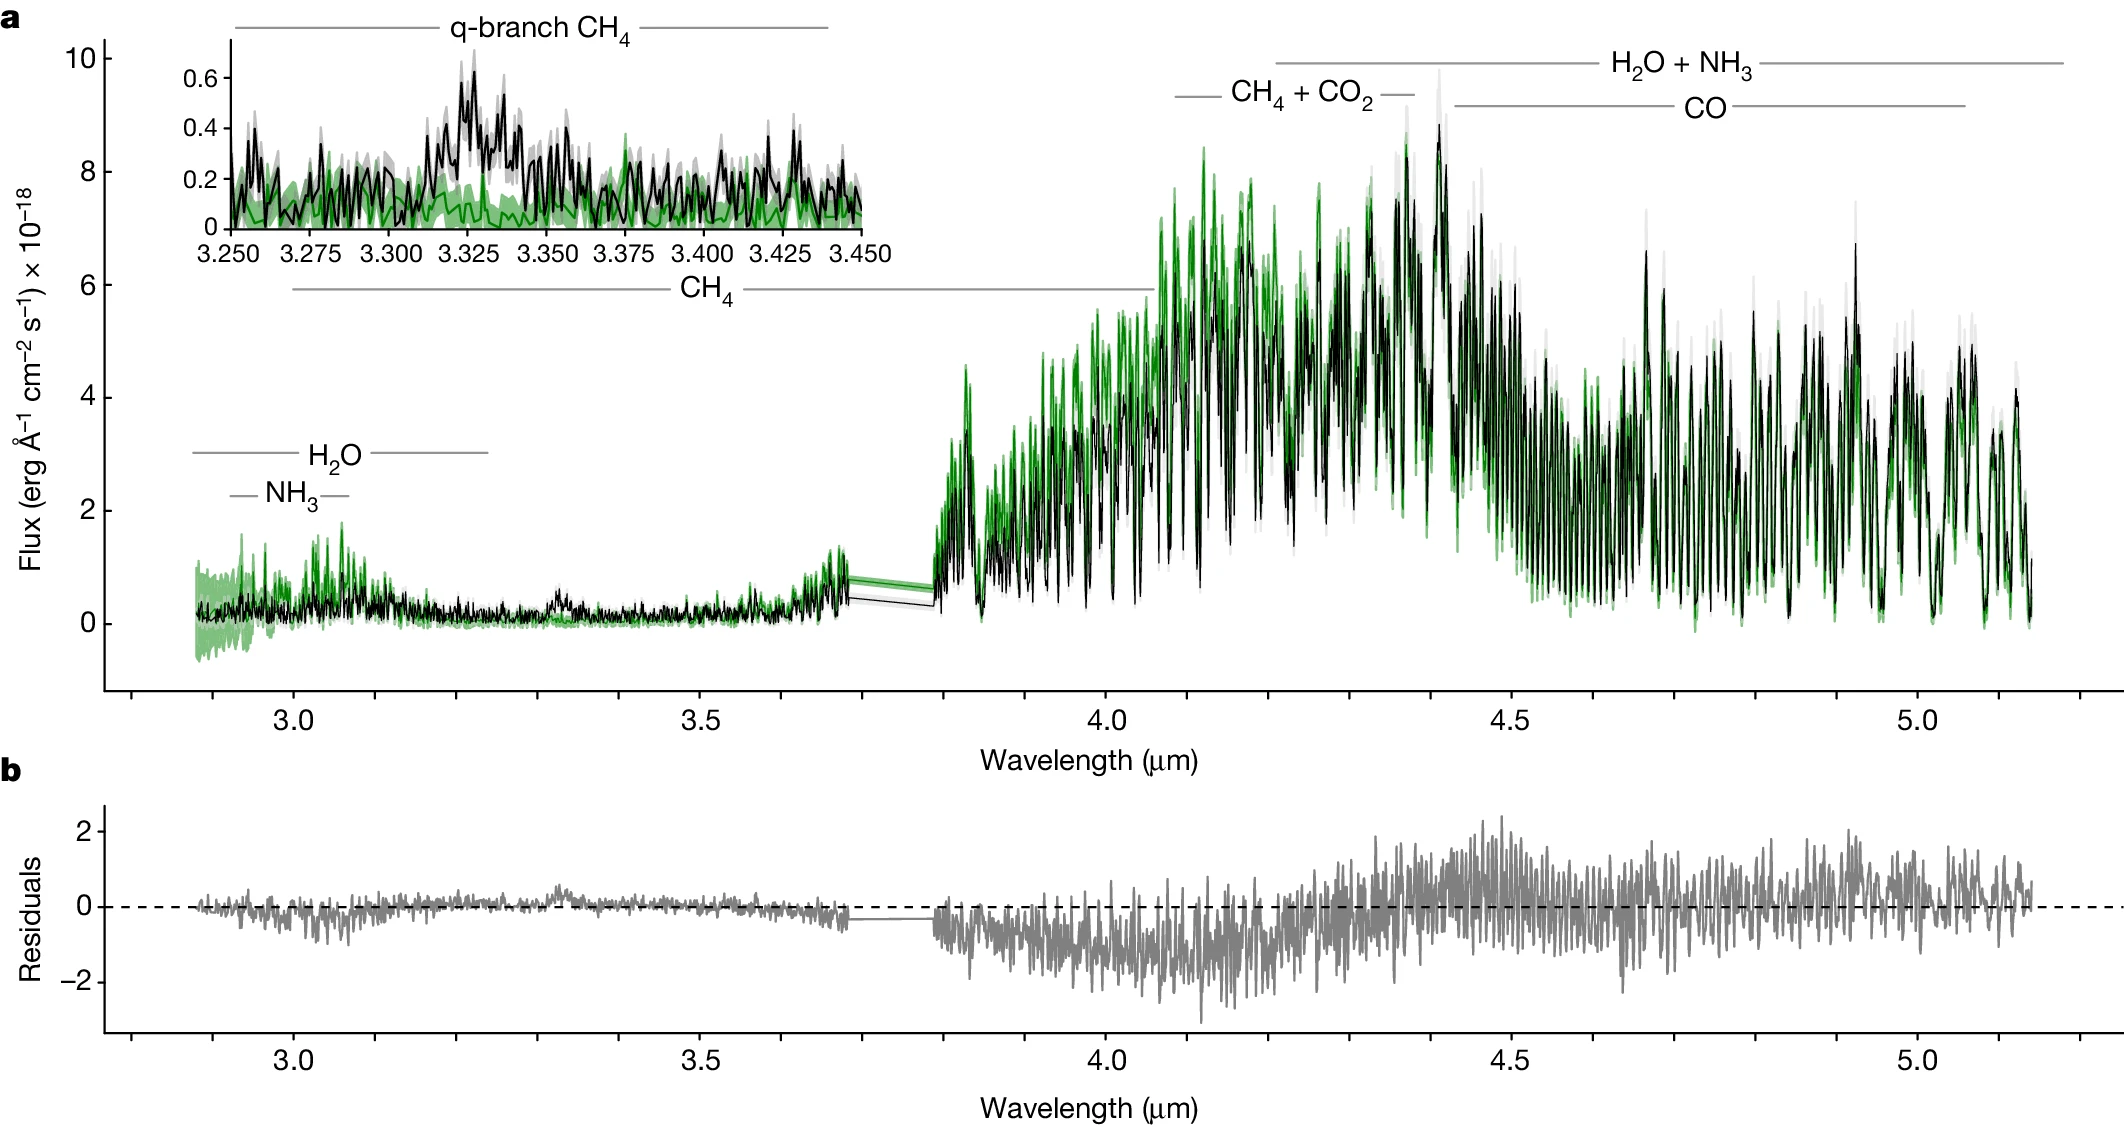 a
q-branch CH₄
10
8
6
4
2
0
Flux (erg Å⁻¹ cm⁻² s⁻¹) × 10⁻¹⁸
0.6
0.4
0.2
0
3.250 3.275 3.300 3.325 3.350 3.375 3.400 3.425 3.450
CH₄
H₂O + NH₃
CH₄ + CO₂
CO
H₂O
NH₃
3.0 3.5 4.0 4.5 5.0
Wavelength (μm)
b
2
0
−2
Residuals
3.0 3.5 4.0 4.5 5.0
Wavelength (μm)